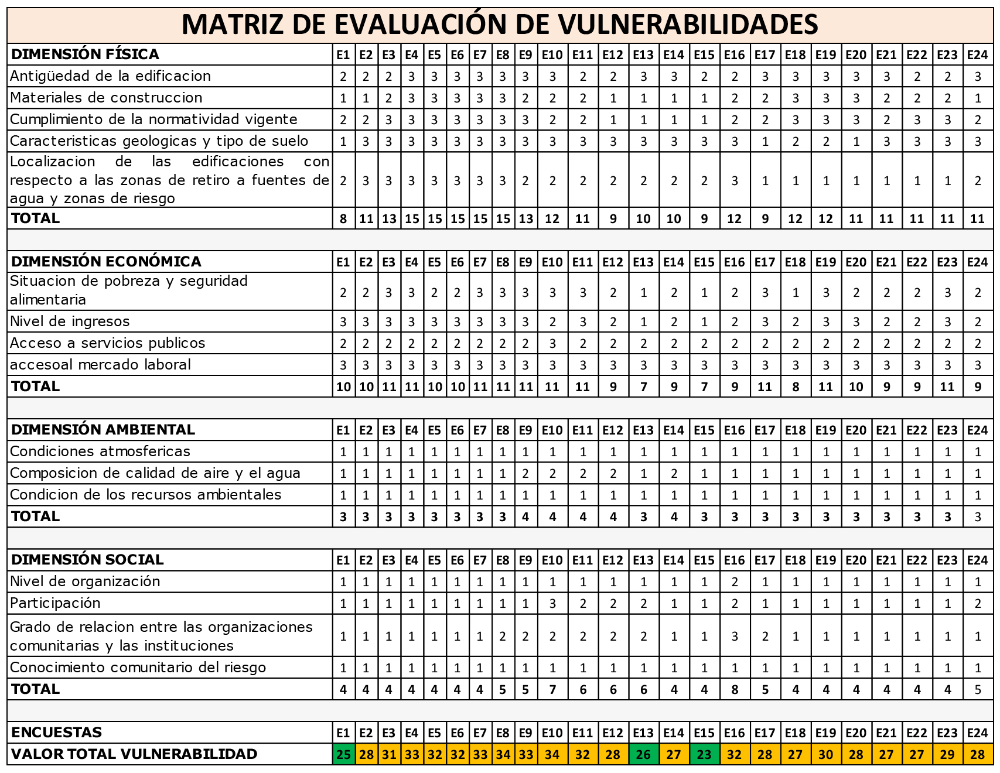 MATRIZ DE EVALUACIÓN DE VULNERABILIDADES
DIMENSIÓN FÍSICA E1 E2 E3 E4 E5 E6 E7 E8 E9 E10 E11 E12 E13 E14 E15 E16 E17 E18 E19 E20 E21 E22 E23 E24
Antigüedad de la edificacion 2 2 2 3 3 3 3 3 3 3 2 2 3 3 2 2 3 3 3 3 3 2 2 3
Materiales de construccion 1 1 2 3 3 3 3 3 2 2 2 1 1 1 1 2 2 3 3 3 2 2 2 1
Cumplimiento de la normatividad vigente 2 2 3 3 3 3 3 3 3 2 2 1 1 1 1 2 2 3 3 3 2 3 3 2
Caracteristicas geologicas y tipo de suelo 1 3 3 3 3 3 3 3 3 3 3 3 3 3 3 3 1 2 2 1 3 3 3 3
Localizacion de las edificaciones con
respecto a las zonas de retiro a fuentes de
agua y zonas de riesgo 2 3 3 3 3 3 3 3 2 2 2 2 2 2 2 3 1 1 1 1 1 1 1 2
TOTAL 8 11 13 15 15 15 15 15 13 12 11 9 10 10 9 12 9 12 12 11 11 11 11 11
DIMENSIÓN ECONÓMICA E1 E2 E3 E4 E5 E6 E7 E8 E9 E10 E11 E12 E13 E14 E15 E16 E17 E18 E19 E20 E21 E22 E23 E24
Situacion de pobreza y seguridad
alimentaria 2 2 3 3 2 2 3 3 3 3 3 2 1 2 1 2 3 1 3 2 2 2 3 2
Nivel de ingresos 3 3 3 3 3 3 3 3 3 2 3 2 1 2 1 2 3 2 3 3 2 2 3 2
Acceso a servicios publicos 2 2 2 2 2 2 2 2 2 3 2 2 2 2 2 2 2 2 2 2 2 2 2 2
accesoal mercado laboral 3 3 3 3 3 3 3 3 3 3 3 3 3 3 3 3 3 3 3 3 3 3 3 3
TOTAL 10 10 11 11 10 10 11 11 11 11 11 9 7 9 7 9 11 8 11 10 9 9 11 9
DIMENSIÓN AMBIENTAL E1 E2 E3 E4 E5 E6 E7 E8 E9 E10 E11 E12 E13 E14 E15 E16 E17 E18 E19 E20 E21 E22 E23 E24
Condiciones atmosfericas 1 1 1 1 1 1 1 1 1 1 1 1 1 1 1 1 1 1 1 1 1 1 1 1
Composicion de calidad de aire y el agua 1 1 1 1 1 1 1 1 2 2 2 2 1 2 1 1 1 1 1 1 1 1 1 1
Condicion de los recursos ambientales 1 1 1 1 1 1 1 1 1 1 1 1 1 1 1 1 1 1 1 1 1 1 1 1
TOTAL 3 3 3 3 3 3 3 3 4 4 4 4 3 4 3 3 3 3 3 3 3 3 3 3
DIMENSIÓN SOCIAL E1 E2 E3 E4 E5 E6 E7 E8 E9 E10 E11 E12 E13 E14 E15 E16 E17 E18 E19 E20 E21 E22 E23 E24
Nivel de organización 1 1 1 1 1 1 1 1 1 1 1 1 1 1 1 2 1 1 1 1 1 1 1 1
Participación 1 1 1 1 1 1 1 1 1 3 2 2 2 1 1 2 1 1 1 1 1 1 1 2
Grado de relacion entre las organizaciones
comunitarias y las instituciones 1 1 1 1 1 1 1 2 2 2 2 2 2 1 1 3 2 1 1 1 1 1 1 1
Conocimiento comunitario del riesgo 1 1 1 1 1 1 1 1 1 1 1 1 1 1 1 1 1 1 1 1 1 1 1 1
TOTAL 4 4 4 4 4 4 4 5 5 7 6 6 6 4 4 8 5 4 4 4 4 4 4 5
ENCUESTAS E1 E2 E3 E4 E5 E6 E7 E8 E9 E10 E11 E12 E13 E14 E15 E16 E17 E18 E19 E20 E21 E22 E23 E24
VALOR TOTAL VULNERABILIDAD 25 28 31 33 32 32 33 34 33 34 32 28 26 27 23 32 28 27 30 28 27 27 29 28